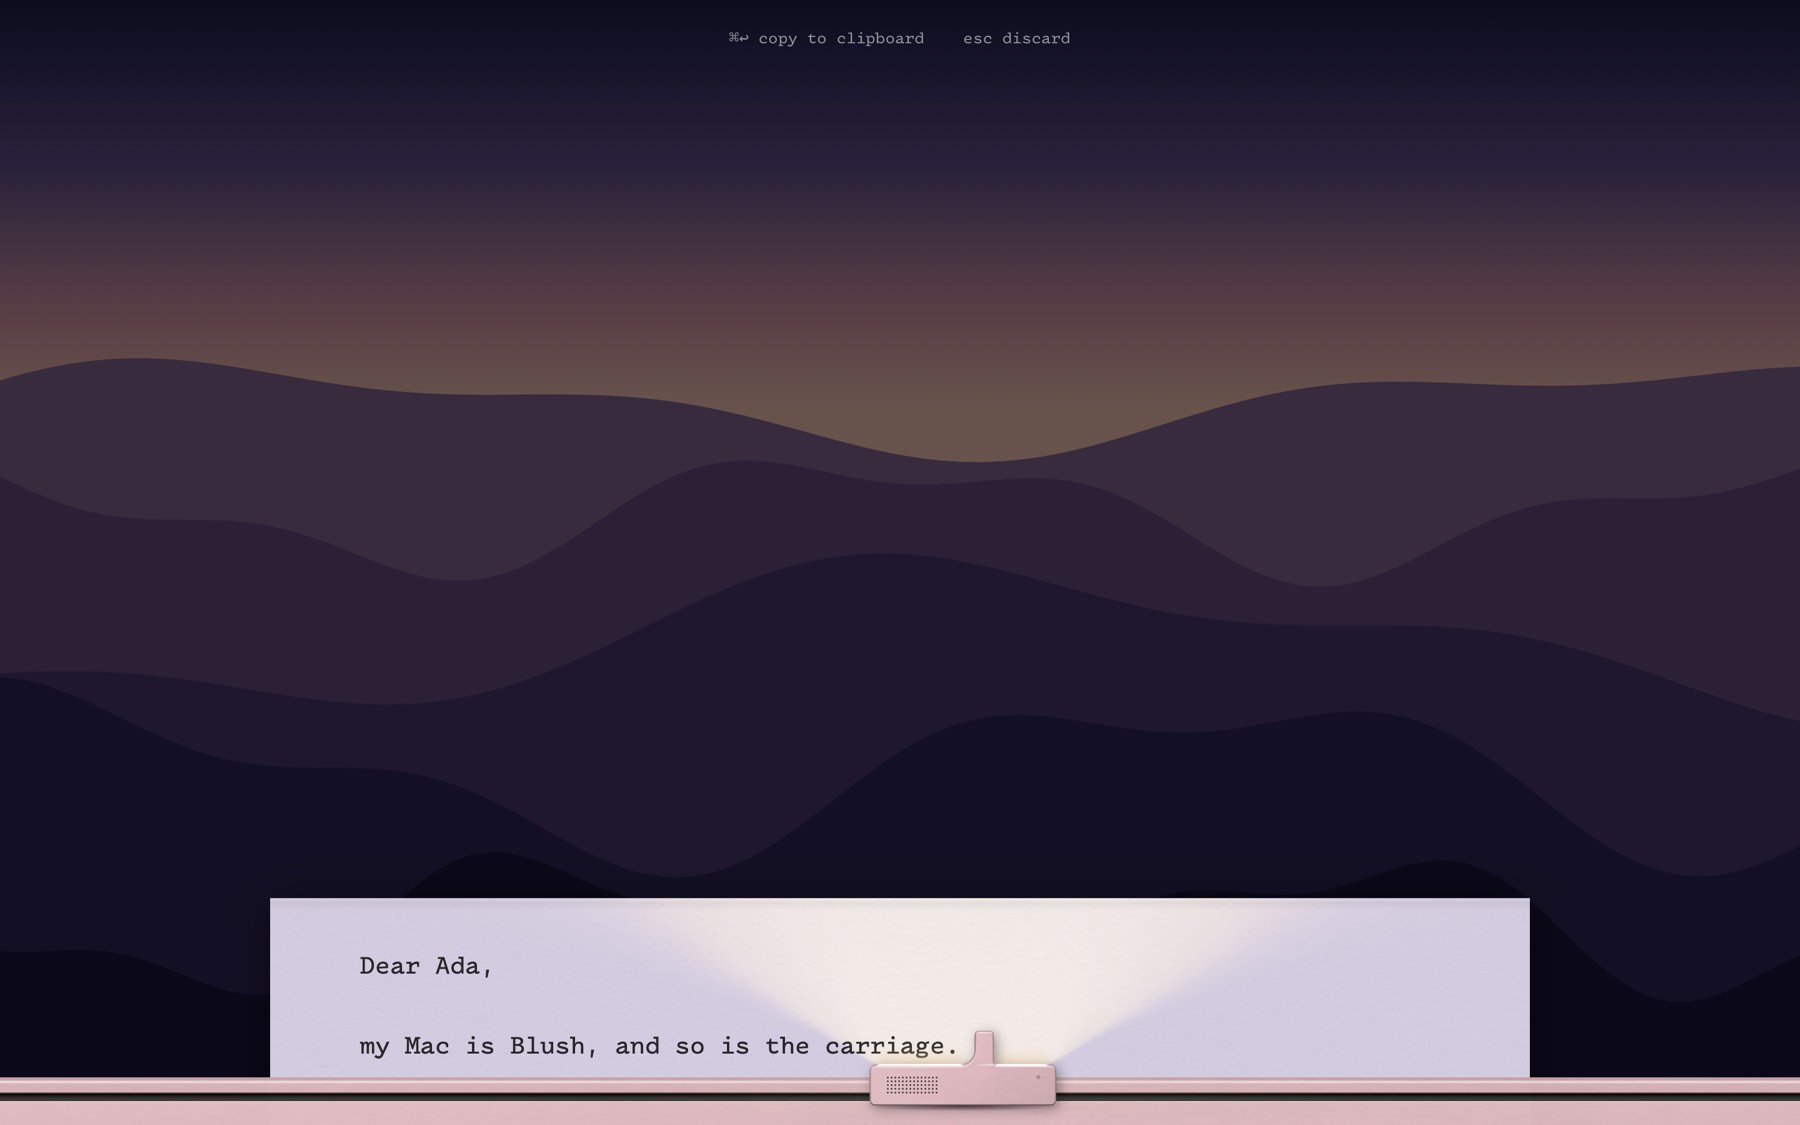 ⌘↩ copy to clipboard    esc discard
Dear Ada,
my Mac is Blush, and so is the carriage.